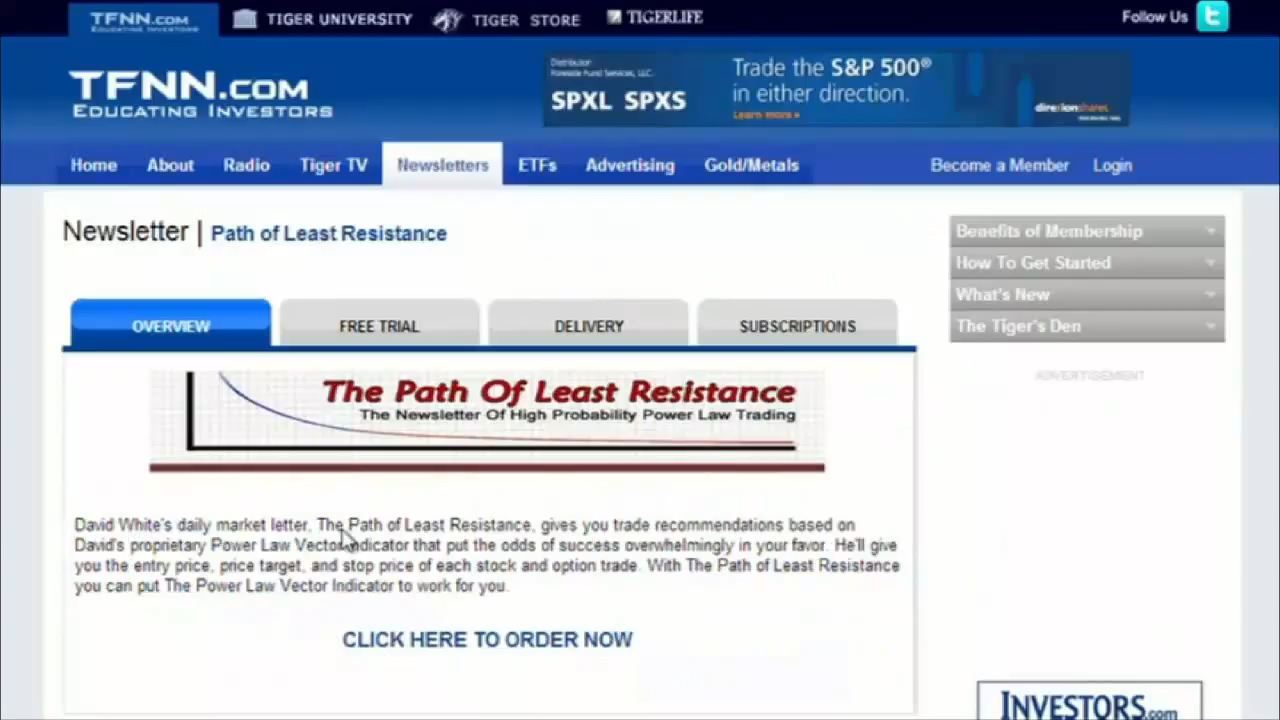 TFNN.COM
EDUCATING INVESTORS
TIGER UNIVERSITY
TIGER STORE
TIGERLIFE
Follow Us
TFNN.COM
EDUCATING INVESTORS
Distributor
Foreside Fund Services, LLC.
SPXL SPXS
Trade the S&P 500®
in either direction.
Learn more
direxionshares
Home About Radio Tiger TV Newsletters ETFs Advertising Gold/Metals Become a Member Login
Newsletter | Path of Least Resistance
Benefits of Membership
How To Get Started
What's New
The Tiger's Den
ADVERTISEMENT
OVERVIEW FREE TRIAL DELIVERY SUBSCRIPTIONS
The Path Of Least Resistance
The Newsletter Of High Probability Power Law Trading
David White's daily market letter, The Path of Least Resistance, gives you trade recommendations based on
David's proprietary Power Law Vector Indicator that put the odds of success overwhelmingly in your favor. He'll give
you the entry price, price target, and stop price of each stock and option trade. With The Path of Least Resistance
you can put The Power Law Vector Indicator to work for you.
CLICK HERE TO ORDER NOW
INVESTORS.com